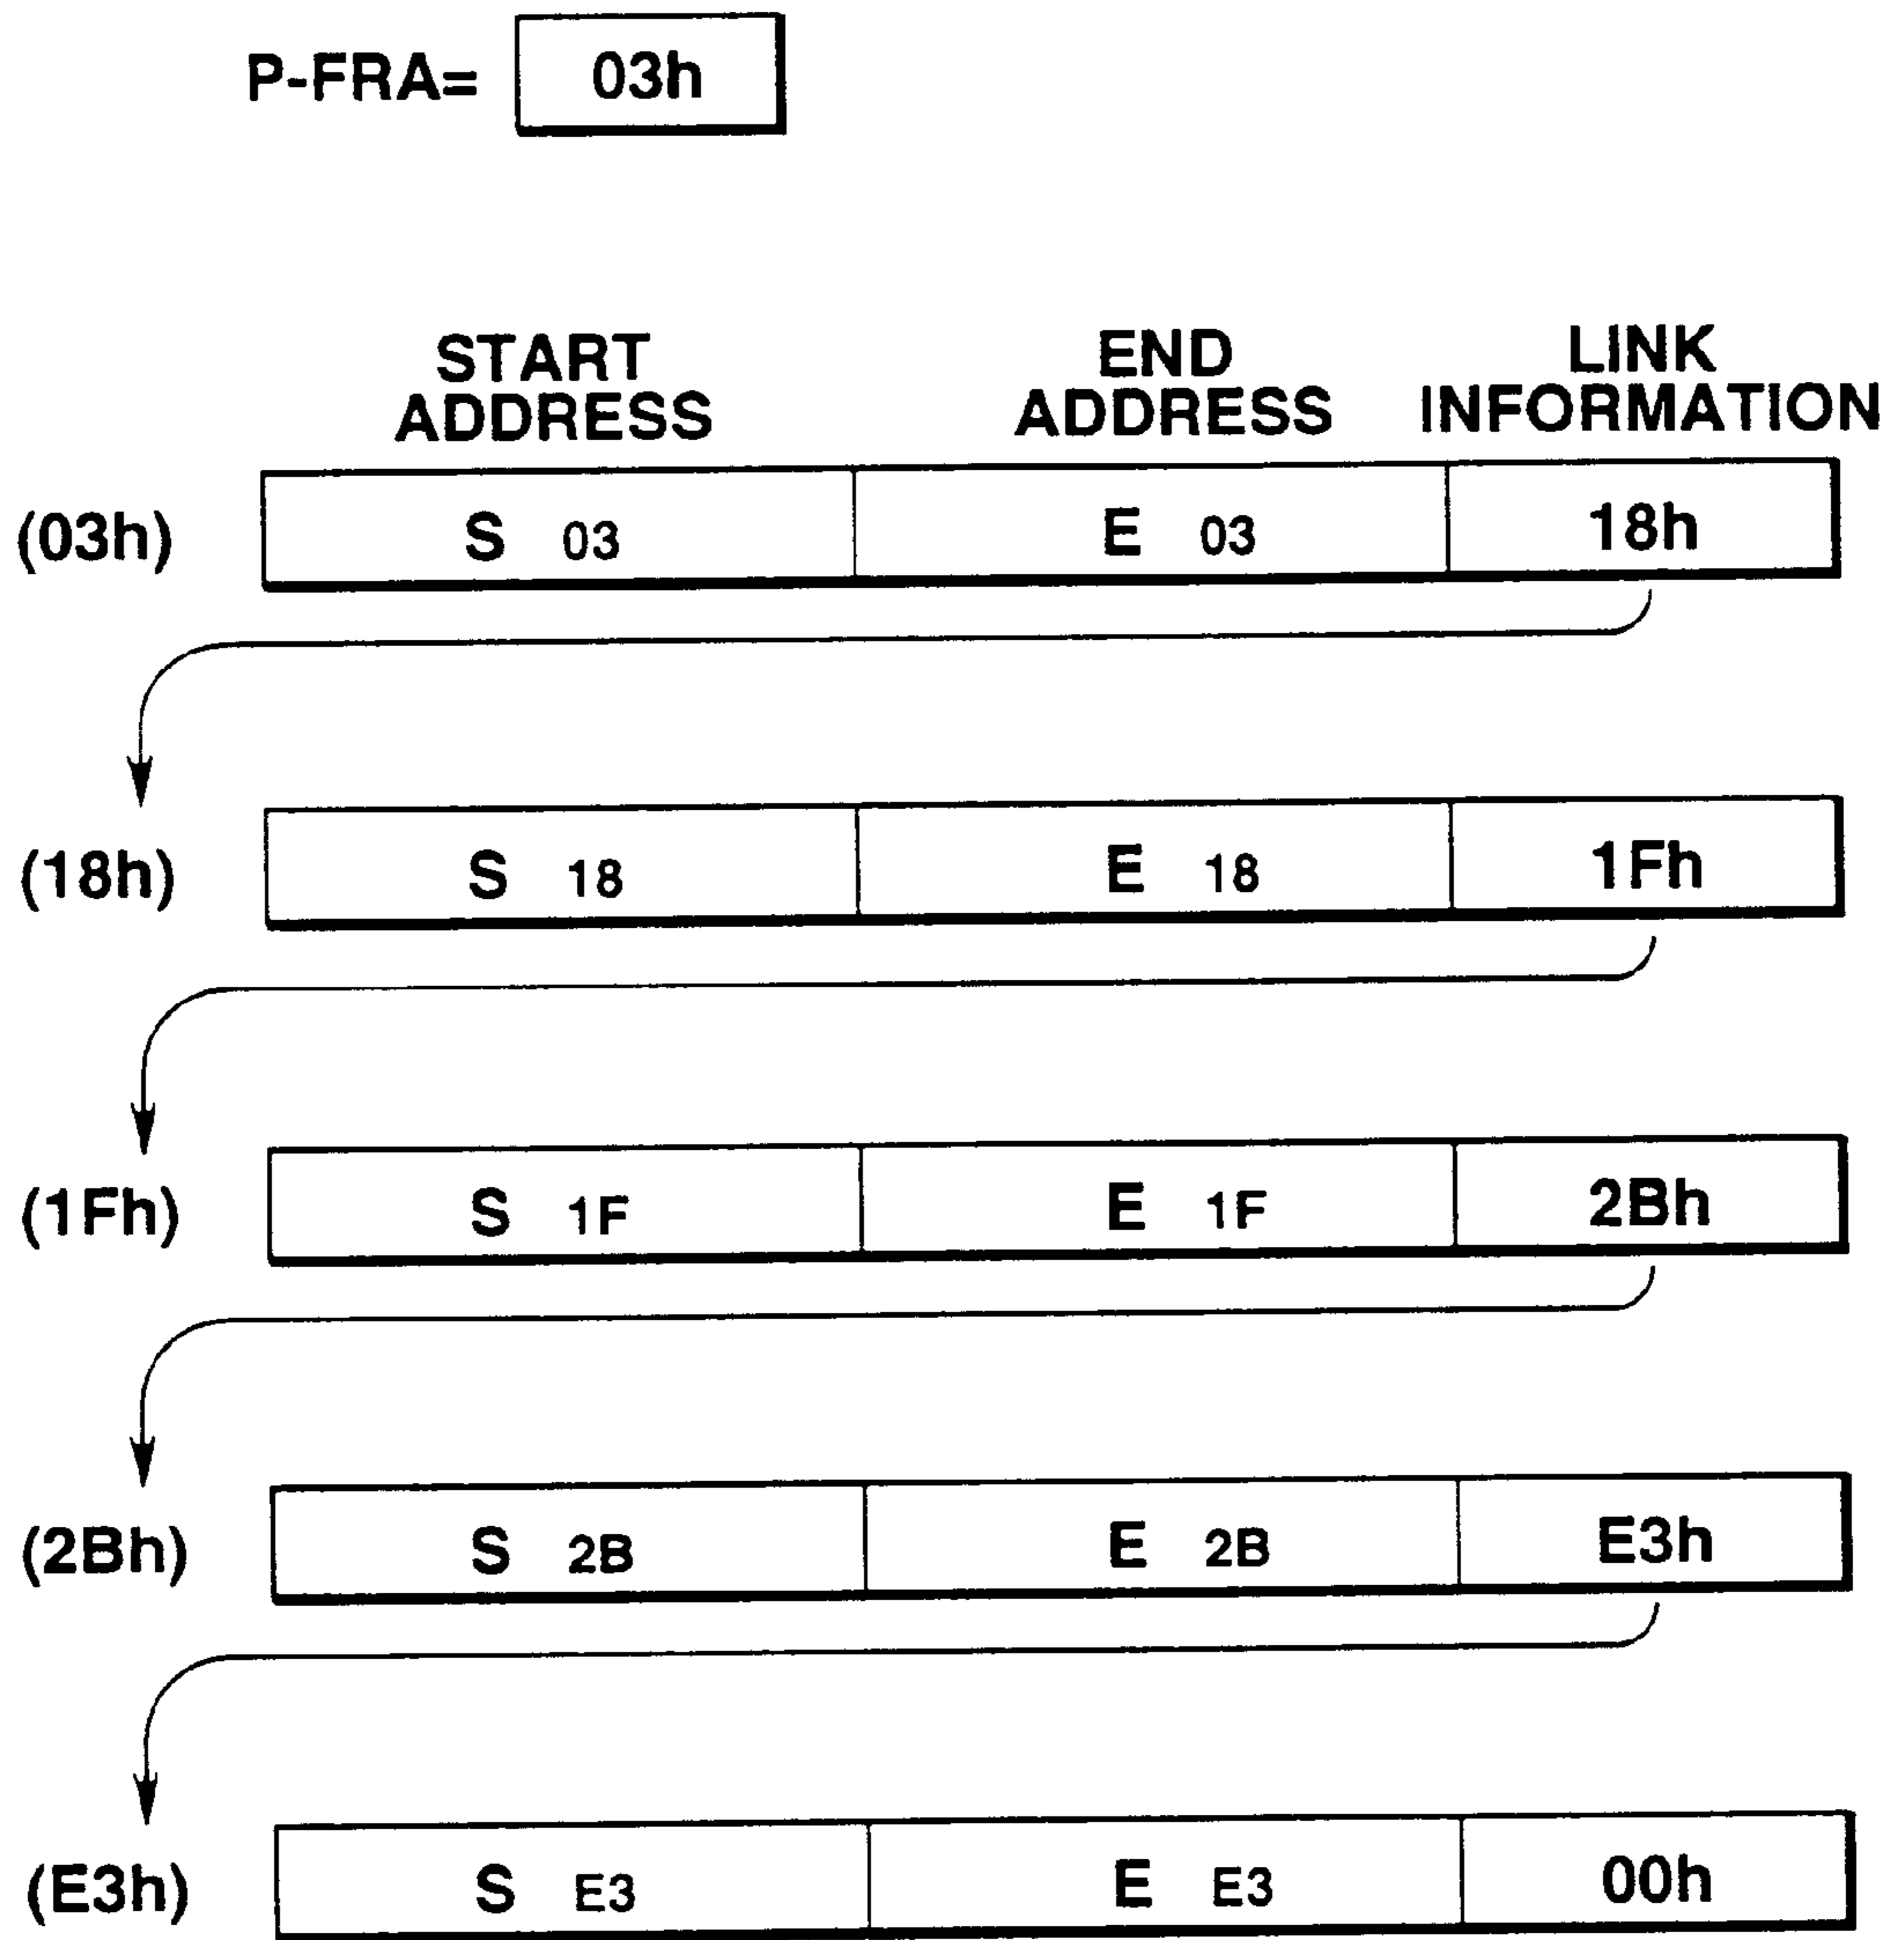 P-FRA= 03h
START ADDRESS END ADDRESS LINK INFORMATION
(03h) S 03 E 03 18h
(18h) S 18 E 18 1Fh
(1Fh) S 1F E 1F 2Bh
(2Bh) S 2B E 2B E3h
(E3h) S E3 E E3 00h